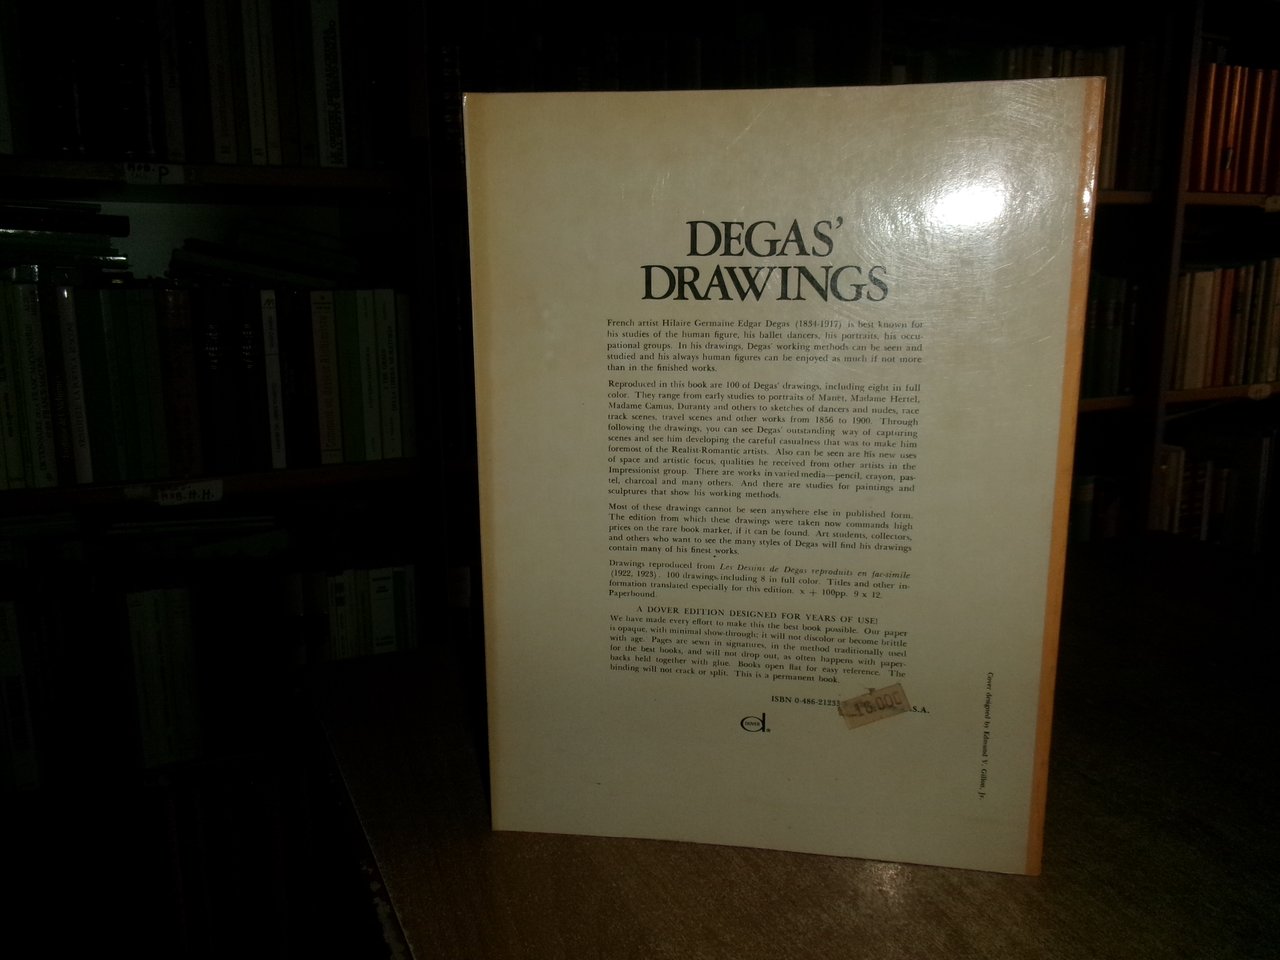 DEGAS'
DRAWINGS
French artist Hilaire Germaine Edgar Degas (1834-1917) is best known for
his studies of the human figure, his ballet dancers, his portraits, his occu-
pational groups. In his drawings, Degas' working methods can be seen and
studied and his always human figures can be enjoyed as much if not more
than in the finished works.
Reproduced in this book are 100 of Degas' drawings, including eight in full
color. They range from early studies to portraits of Manet, Madame Hertel,
Madame Camus, Duranty and others to sketches of dancers and nudes, race
track scenes, travel scenes and other works from 1856 to 1900. Through
following the drawings, you can see Degas' outstanding way of capturing
scenes and see him developing the careful casualness that was to make him
foremost of the Realist-Romantic artists. Also can be seen are his new uses
of space and artistic focus, qualities he received from other artists in the
Impressionist group. There are works in varied media—pencil, crayon, pas-
tel, charcoal and many others. And there are studies for paintings and
sculptures that show his working methods.
Most of these drawings cannot be seen anywhere else in published form.
The edition from which these drawings were taken now commands high
prices on the rare book market, if it can be found. Art students, collectors,
and others who want to see the many styles of Degas will find his drawings
contain many of his finest works.
Drawings reproduced from Les Dessins de Degas reproduits en fac-simile
(1922, 1923). 100 drawings, including 8 in full color. Titles and other in-
formation translated especially for this edition. x + 100pp. 9 x 12.
Paperbound.
A DOVER EDITION DESIGNED FOR YEARS OF USE!
We have made every effort to make this the best book possible. Our paper
is opaque, with minimal show-through; it will not discolor or become brittle
with age. Pages are sewn in signatures, in the method traditionally used
for the best books, and will not drop out, as often happens with paper-
backs held together with glue. Books open flat for easy reference. The
binding will not crack or split. This is a permanent book.
ISBN 0-486-2123
.S.A.
DOVER
Cover designed by Edmund V. Gillon, Jr.